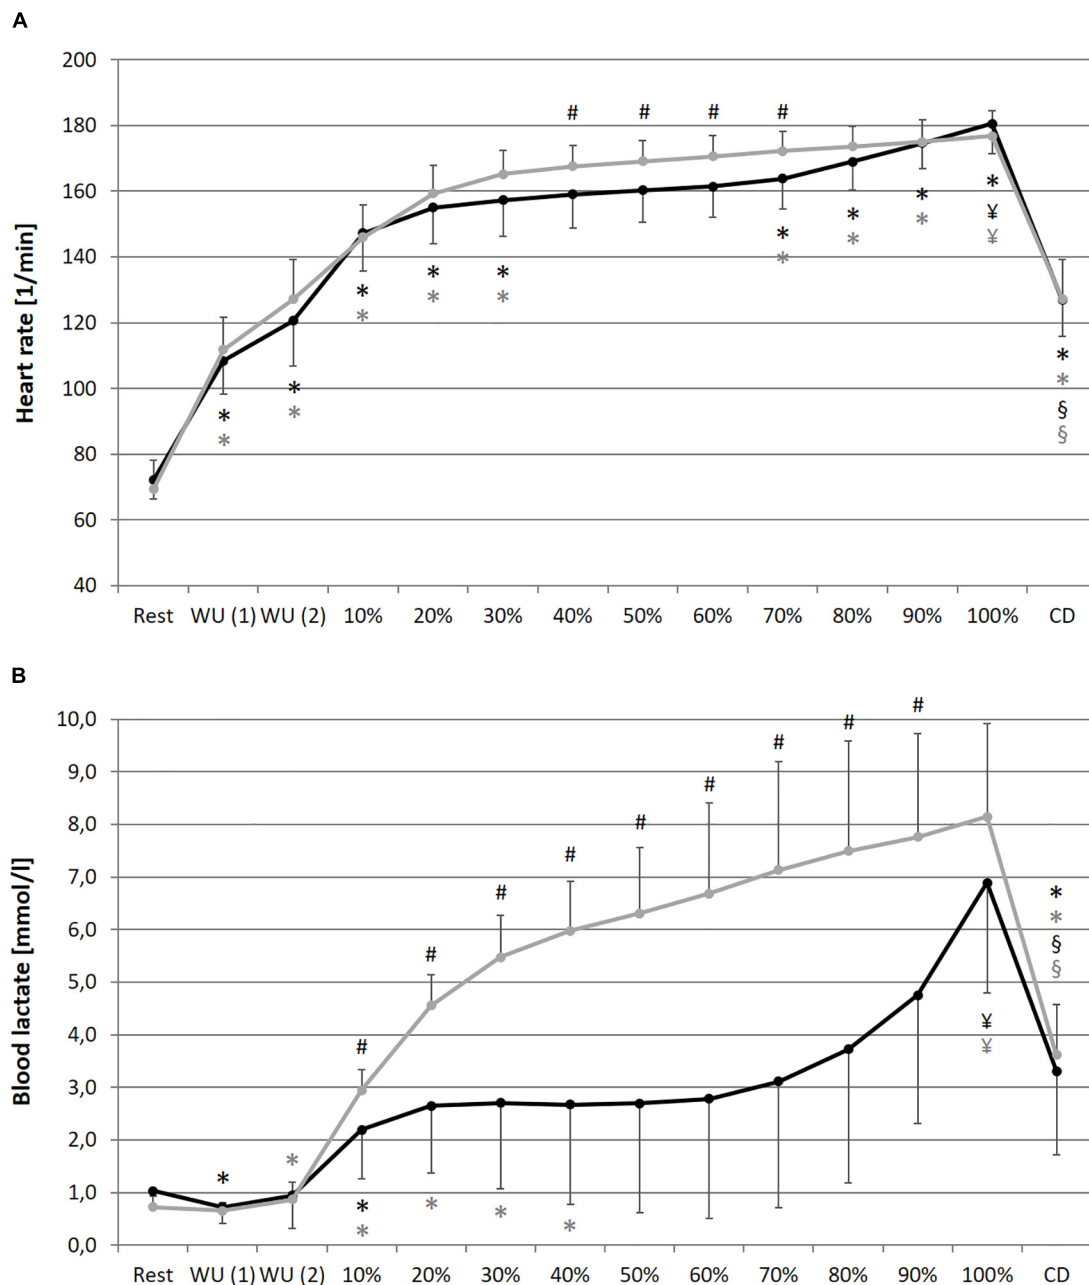 A
200
180
160
140
120
100
80
60
40
Heart rate [1/min]
# # # #
* * * * * * * * * *
* * * * * * * * *
¥
¥
*
*
§
§
Rest WU (1) WU (2) 10% 20% 30% 40% 50% 60% 70% 80% 90% 100% CD
B
10,0
9,0
8,0
7,0
6,0
5,0
4,0
3,0
2,0
1,0
0,0
Blood lactate [mmol/l]
# # # # # # # # #
* * * * * * *
¥
¥
*
*
§
§
Rest WU (1) WU (2) 10% 20% 30% 40% 50% 60% 70% 80% 90% 100% CD